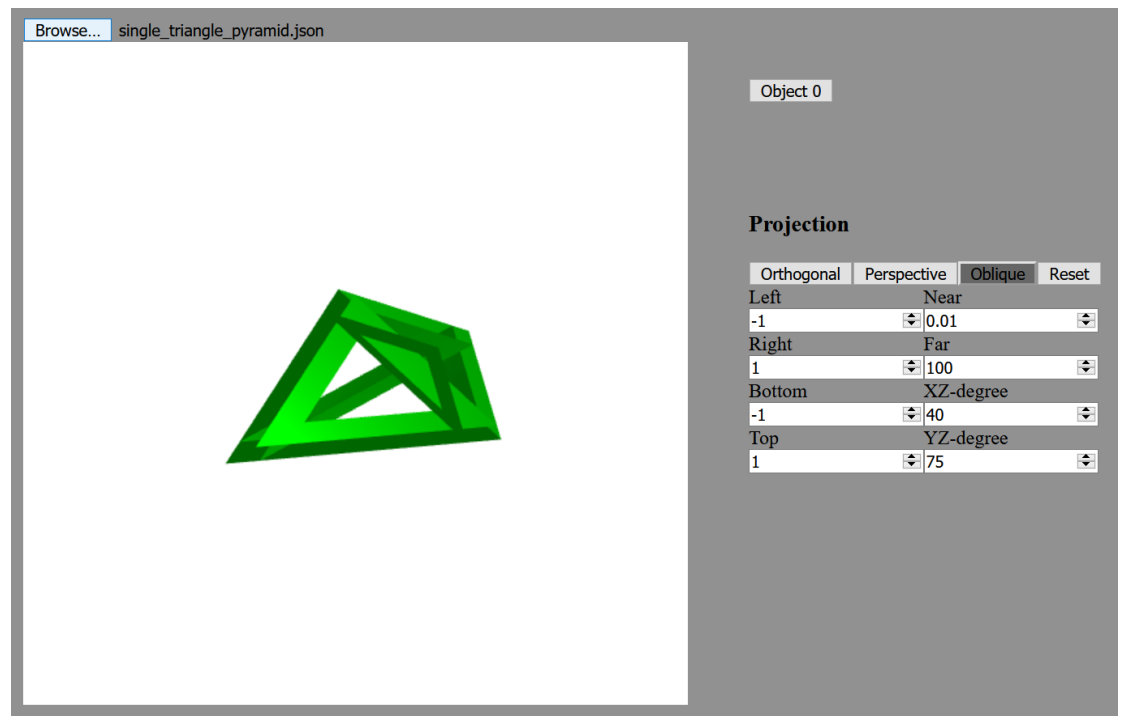 Browse... single_triangle_pyramid.json
Object 0
Projection
Orthogonal Perspective Oblique Reset
Left Near
-1 0.01
Right Far
1 100
Bottom XZ-degree
-1 40
Top YZ-degree
1 75